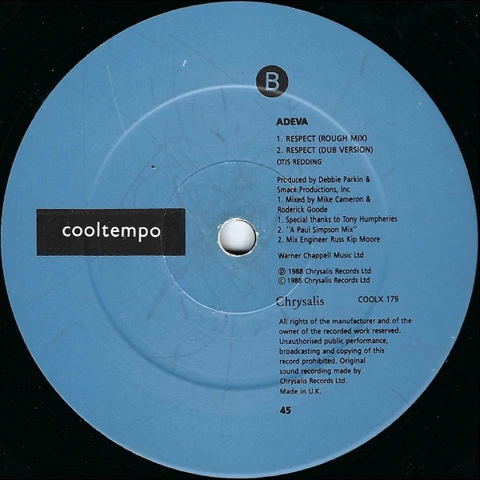 B
ADEVA
1. RESPECT (ROUGH MIX)
2. RESPECT (DUB VERSION)
OTIS REDDING
Produced by Debbie Parkin &
Smack Productions, Inc
1. Mixed by Mike Cameron &
Roderick Goode
1. Special thanks to Tony Humpheries
2. "A Paul Simpson Mix"
2. Mix Engineer Russ Kip Moore
cooltempo
Warner Chappell Music Ltd
℗ 1988 Chrysalis Records Ltd
© 1988 Chrysalis Records Ltd
Chrysalis COOLX 179
All rights of the manufacturer and of the
owner of the recorded work reserved.
Unauthorised public performance,
broadcasting and copying of this
record prohibited. Original
sound recording made by
Chrysalis Records Ltd.
Made in U.K.
45